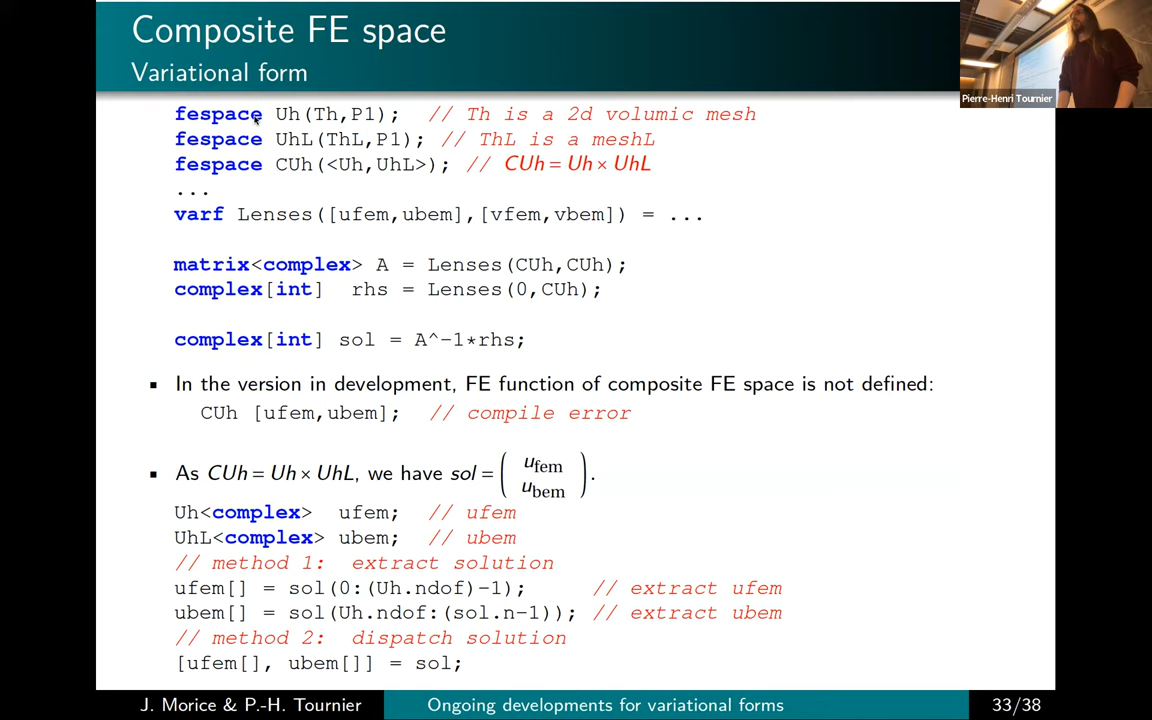 Composite FE space
Variational form
Pierre-Henri Tournier
fespace Uh(Th,P1); // Th is a 2d volumic mesh
fespace UhL(ThL,P1); // ThL is a meshL
fespace CUh(<Uh,UhL>); // CUh = Uh × UhL
...
varf Lenses([ufem,ubem],[vfem,vbem]) = ...
matrix<complex> A = Lenses(CUh,CUh);
complex[int] rhs = Lenses(0,CUh);
complex[int] sol = A^-1*rhs;
▪ In the version in development, FE function of composite FE space is not defined:
CUh [ufem,ubem]; // compile error
▪ As CUh = Uh × UhL, we have sol = ( u_fem
u_bem ).
Uh<complex> ufem; // ufem
UhL<complex> ubem; // ubem
// method 1: extract solution
ufem[] = sol(0:(Uh.ndof)-1); // extract ufem
ubem[] = sol(Uh.ndof:(sol.n-1)); // extract ubem
// method 2: dispatch solution
[ufem[], ubem[]] = sol;
J. Morice & P.-H. Tournier Ongoing developments for variational forms 33/38